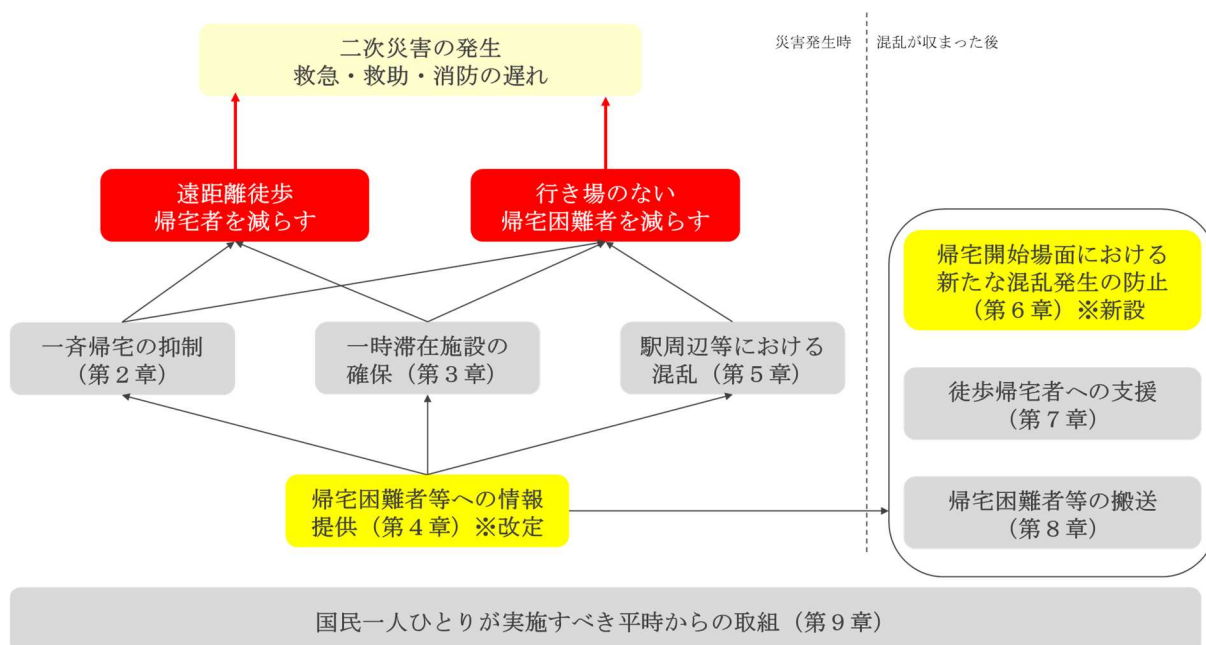 災害発生時
混乱が収まった後
二次災害の発生
救急・救助・消防の遅れ
遠距離徒歩
帰宅者を減らす
行き場のない
帰宅困難者を減らす
一斉帰宅の抑制
（第２章）
一時滞在施設の
確保（第３章）
駅周辺等における
混乱（第５章）
帰宅困難者等への情報
提供（第４章）※改定
帰宅開始場面における
新たな混乱発生の防止
（第６章）※新設
徒歩帰宅者への支援
（第７章）
帰宅困難者等の搬送
（第８章）
国民一人ひとりが実施すべき平時からの取組（第９章）